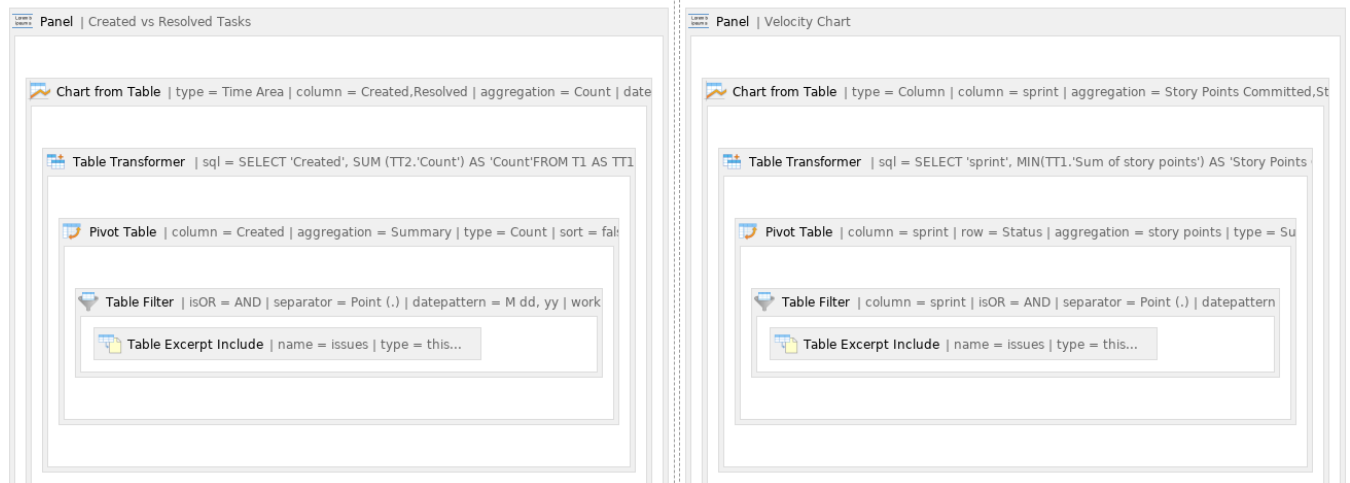 Panel | Created vs Resolved Tasks
Chart from Table | type = Time Area | column = Created,Resolved | aggregation = Count | date
Table Transformer | sql = SELECT 'Created', SUM (TT2.'Count') AS 'Count'FROM T1 AS TT1
Pivot Table | column = Created | aggregation = Summary | type = Count | sort = fal
Table Filter | isOR = AND | separator = Point (.) | datepattern = M dd, yy | work
Table Excerpt Include | name = issues | type = this...
Panel | Velocity Chart
Chart from Table | type = Column | column = sprint | aggregation = Story Points Committed,St
Table Transformer | sql = SELECT 'sprint', MIN(TT1.'Sum of story points') AS 'Story Points
Pivot Table | column = sprint | row = Status | aggregation = story points | type = Su
Table Filter | column = sprint | isOR = AND | separator = Point (.) | datepattern
Table Excerpt Include | name = issues | type = this...